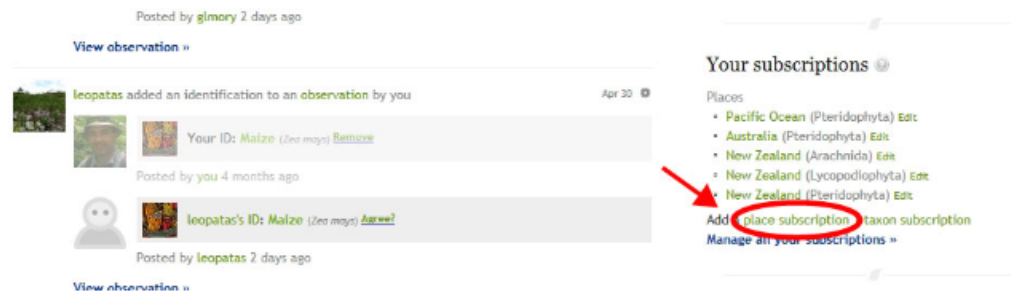 Posted by glmory 2 days ago
View observation »
leopatas added an identification to an observation by you
Apr 30
Your ID: Maize (Zea mays) Remove
Posted by you 4 months ago
leopatas's ID: Maize (Zea mays) Agree?
Posted by leopatas 2 days ago
View observation »
Your subscriptions
Places
• Pacific Ocean (Pteridophyta) Edit
• Australia (Pteridophyta) Edit
• New Zealand (Arachnida) Edit
• New Zealand (Lycopodiophyta) Edit
• New Zealand (Pteridophyta) Edit
Add place subscription taxon subscription
Manage all your subscriptions »